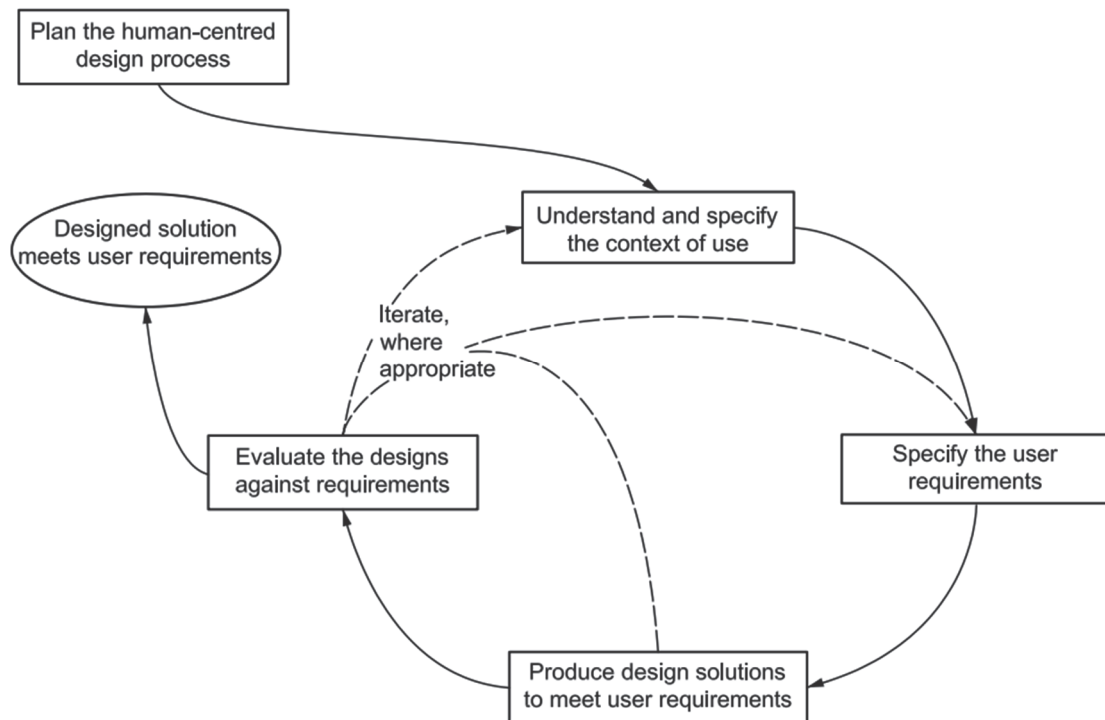 Plan the human-centred
design process
Understand and specify
the context of use
Designed solution
meets user requirements
Iterate,
where
appropriate
Evaluate the designs
against requirements
Specify the user
requirements
Produce design solutions
to meet user requirements